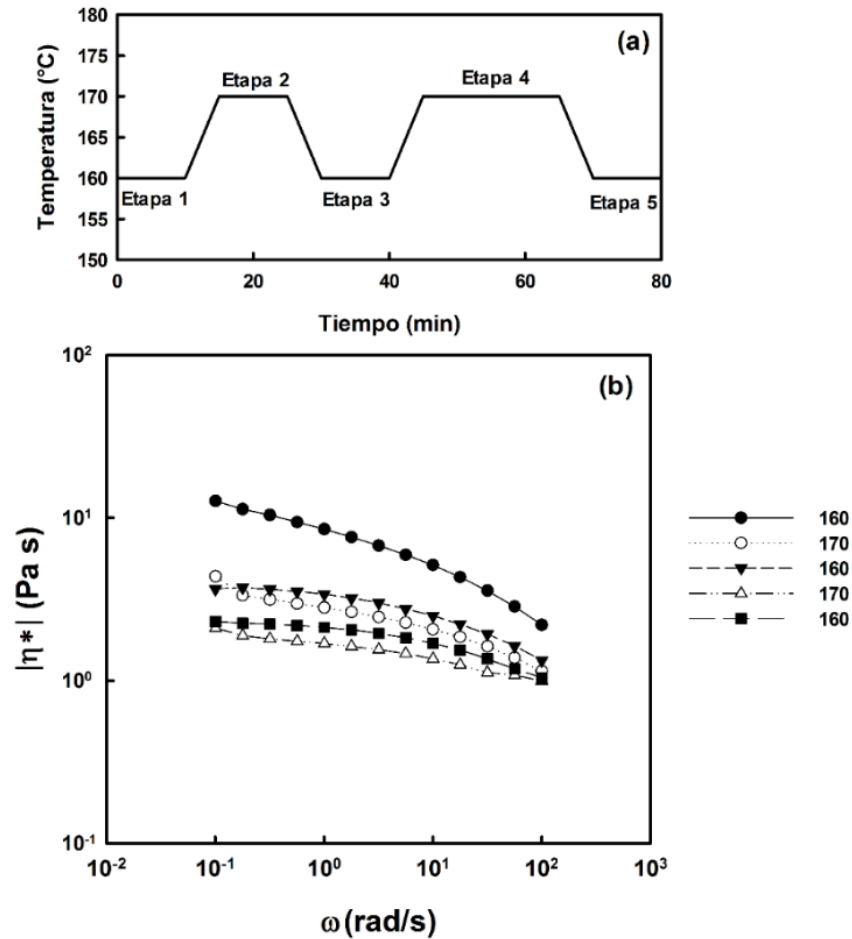 (a)
Temperatura (°C)
180
175
170
165
160
155
150
Etapa 1
Etapa 2
Etapa 3
Etapa 4
Etapa 5
0
20
40
60
80
Tiempo (min)
(b)
|η*| (Pa s)
10²
10¹
10⁰
10⁻¹
10⁻²
10⁻¹
10⁰
10¹
10²
10³
ω (rad/s)
160
170
160
170
160